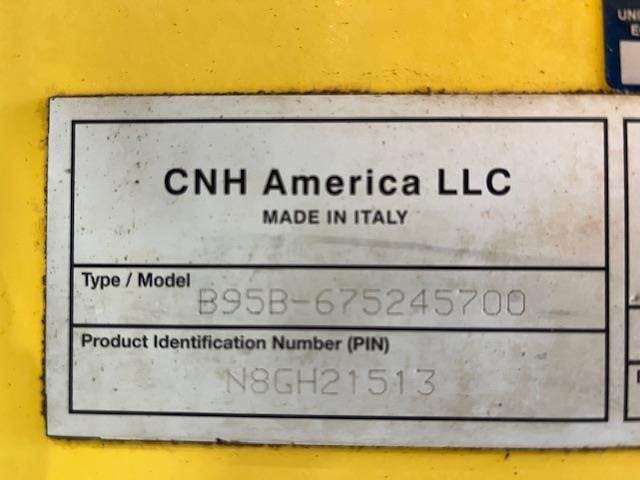 CNH America LLC
MADE IN ITALY
Type / Model
B95B-675245700
Product Identification Number (PIN)
N8GH21513